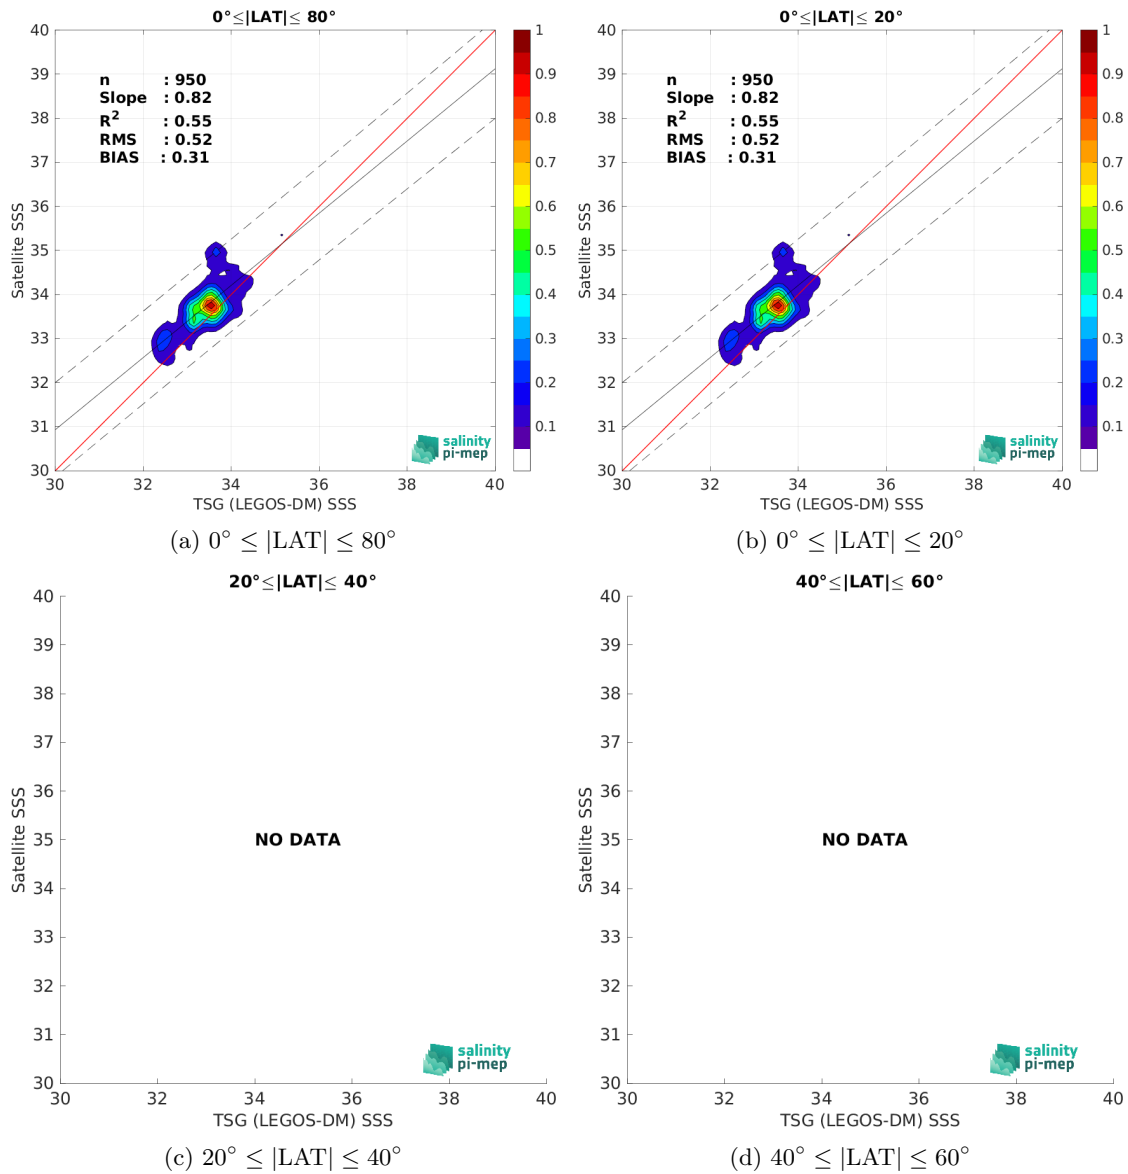 0°≤|LAT|≤ 80°
40
39
38
37
36
35
34
33
32
31
30
n : 950
Slope : 0.82
R² : 0.55
RMS : 0.52
BIAS : 0.31
1
0.9
0.8
0.7
0.6
0.5
0.4
0.3
0.2
0.1
Satellite SSS
salinity
pi-mep
30 32 34 36 38 40
TSG (LEGOS-DM) SSS
(a) 0° ≤ |LAT| ≤ 80°
0°≤|LAT|≤ 20°
40
39
38
37
36
35
34
33
32
31
30
n : 950
Slope : 0.82
R² : 0.55
RMS : 0.52
BIAS : 0.31
1
0.9
0.8
0.7
0.6
0.5
0.4
0.3
0.2
0.1
Satellite SSS
salinity
pi-mep
30 32 34 36 38 40
TSG (LEGOS-DM) SSS
(b) 0° ≤ |LAT| ≤ 20°
20°≤|LAT|≤ 40°
40
39
38
37
36
35
34
33
32
31
30
Satellite SSS
NO DATA
salinity
pi-mep
30 32 34 36 38 40
TSG (LEGOS-DM) SSS
(c) 20° ≤ |LAT| ≤ 40°
40°≤|LAT|≤ 60°
40
39
38
37
36
35
34
33
32
31
30
Satellite SSS
NO DATA
salinity
pi-mep
30 32 34 36 38 40
TSG (LEGOS-DM) SSS
(d) 40° ≤ |LAT| ≤ 60°